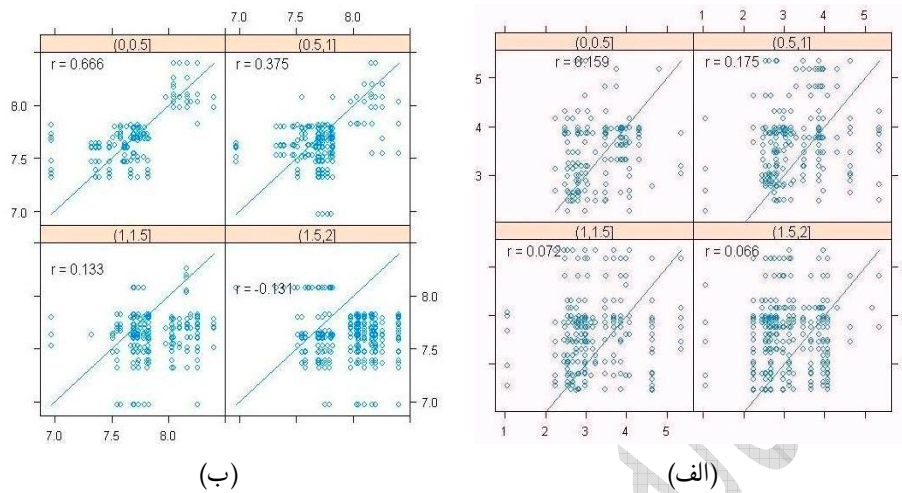 7.0 7.5 8.0 1 2 3 4 5
(0,0.5] (0.5,1] (0,0.5] (0.5,1]
r = 0.666 r = 0.375 r = 0.159 r = 0.175
5
8.0
4
7.5
3
7.0
(1,1.5] (1.5,2] (1,1.5] (1.5,2]
r = 0.133 r = -0.131 r = 0.072 r = 0.066
8.0
7.5
7.0
7.0 7.5 8.0 1 2 3 4 5
(الف) (ب)